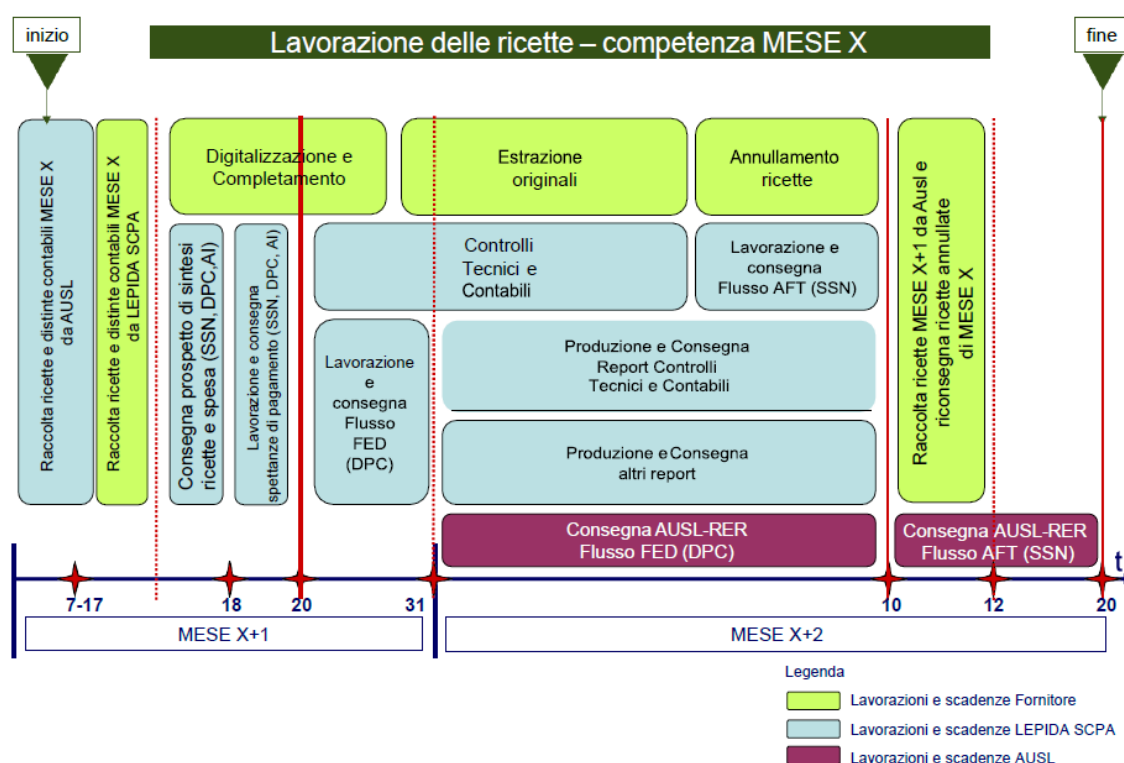 inizio
Lavorazione delle ricette – competenza MESE X
fine
Raccolta ricette e distinte contabili MESE X
da AUSL
Raccolta ricette e distinte contabili MESE X
da LEPIDA SCPA
Digitalizzazione e
Completamento
Estrazione
originali
Annullamento
ricette
Consegna prospetto di sintesi
ricette e spesa (SSN, DPC,AI)
Lavorazione e consegna
spettanze di pagamento (SSN, DPC, AI)
Controlli
Tecnici e
Contabili
Lavorazione e
consegna
Flusso AFT (SSN)
Lavorazione
e
consegna
Flusso
FED
(DPC)
Produzione e Consegna
Report Controlli
Tecnici e Contabili
Produzione e Consegna
altri report
Raccolta ricette MESE X+1 da Ausl e
riconsegna ricette annullate
di MESE X
Consegna AUSL-RER
Flusso FED (DPC)
Consegna AUSL-RER
Flusso AFT (SSN)
t
7-17 18 20 31 10 12 20
MESE X+1
MESE X+2
Legenda
Lavorazioni e scadenze Fornitore
Lavorazioni e scadenze LEPIDA SCPA
Lavorazioni e scadenze AUSL